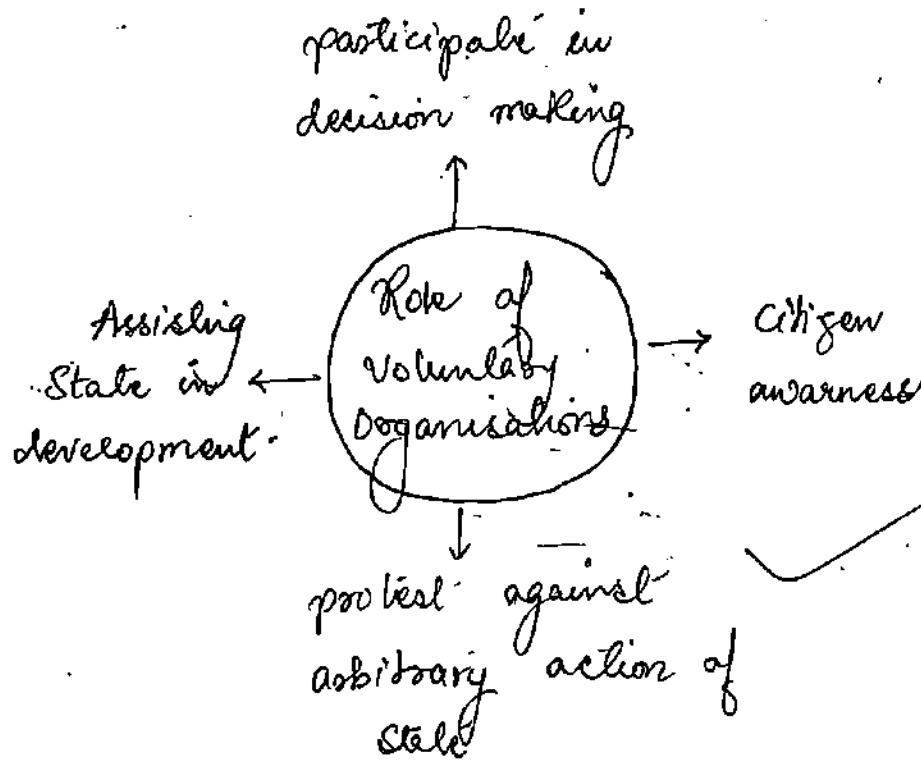 participate in
decision making
Role of
Voluntary
Organisations
Assisting
State in
development.
Citizen
awarness
protest against
arbitrary action of
State